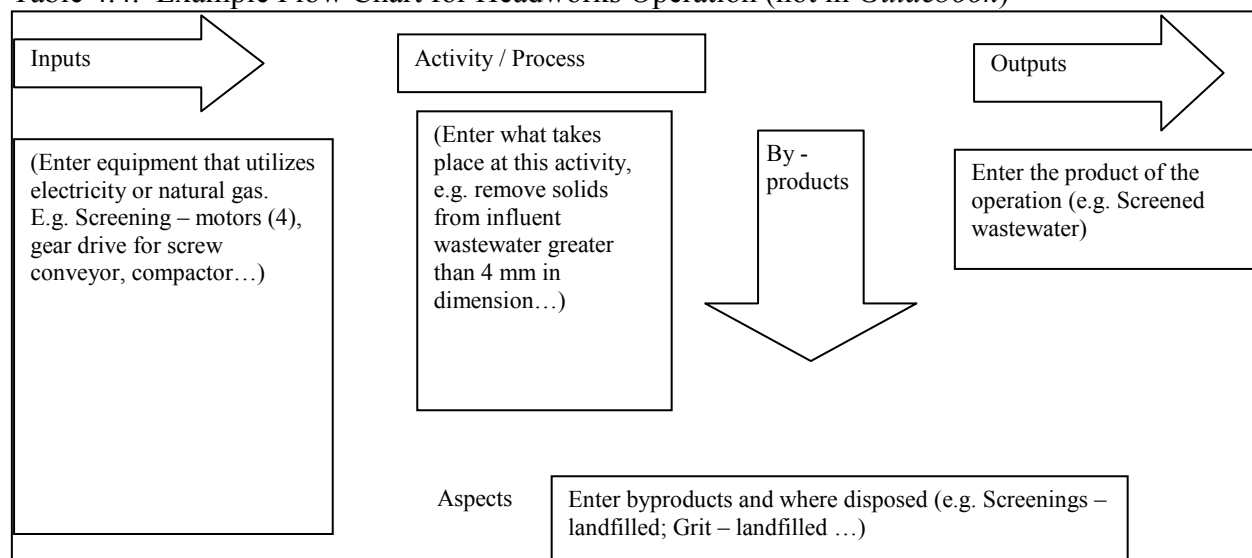 Table 4.4. Example Flow Chart for Headworks Operation (not in Guidebook)
Inputs
Activity / Process
Outputs
(Enter equipment that utilizes
electricity or natural gas.
E.g. Screening – motors (4),
gear drive for screw
conveyor, compactor…)
(Enter what takes
place at this activity,
e.g. remove solids
from influent
wastewater greater
than 4 mm in
dimension…)
By -
products
Enter the product of the
operation (e.g. Screened
wastewater)
Aspects
Enter byproducts and where disposed (e.g. Screenings –
landfilled; Grit – landfilled …)